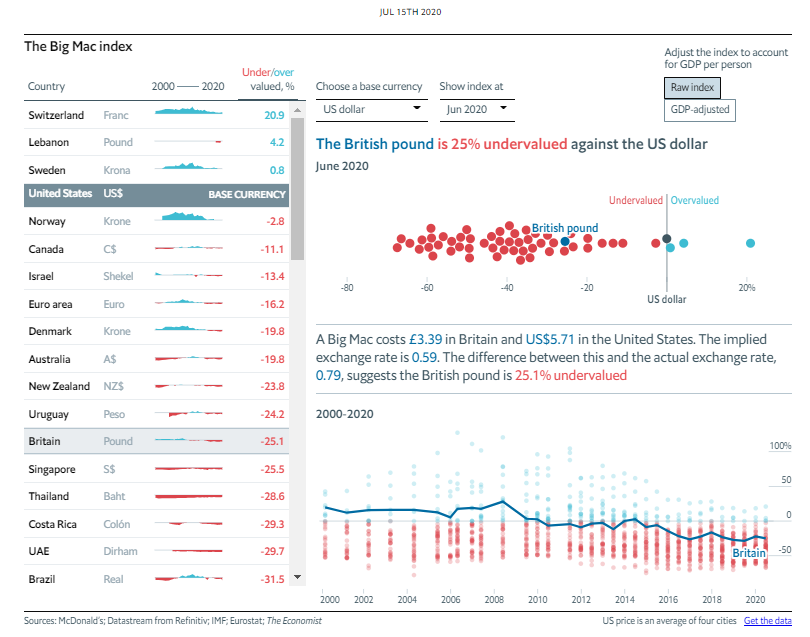 JUL 15TH 2020
The Big Mac index
Country
2000 2020
Under/over
valued, %
Switzerland Franc 20.9
Lebanon Pound 4.2
Sweden Krona 0.8
United States US$ BASE CURRENCY
Norway Krone -2.8
Canada C$ -11.1
Israel Shekel -13.4
Euro area Euro -16.2
Denmark Krone -19.8
Australia A$ -19.8
New Zealand NZ$ -23.8
Uruguay Peso -24.2
Britain Pound -25.1
Singapore S$ -25.5
Thailand Baht -28.6
Costa Rica Colón -29.3
UAE Dirham -29.7
Brazil Real -31.5
Choose a base currency
US dollar
Show index at
Jun 2020
Adjust the index to account
for GDP per person
Raw index
GDP-adjusted
The British pound is 25% undervalued against the US dollar
June 2020
Undervalued Overvalued
British pound
-80 -60 -40 -20 20%
US dollar
A Big Mac costs £3.39 in Britain and US$5.71 in the United States. The implied
exchange rate is 0.59. The difference between this and the actual exchange rate,
0.79, suggests the British pound is 25.1% undervalued
2000-2020
100%
50
0
-50
Britain
2000 2002 2004 2006 2008 2010 2012 2014 2016 2018 2020
Sources: McDonald's; Datastream from Refinitiv; IMF; Eurostat; The Economist
US price is an average of four cities Get the data